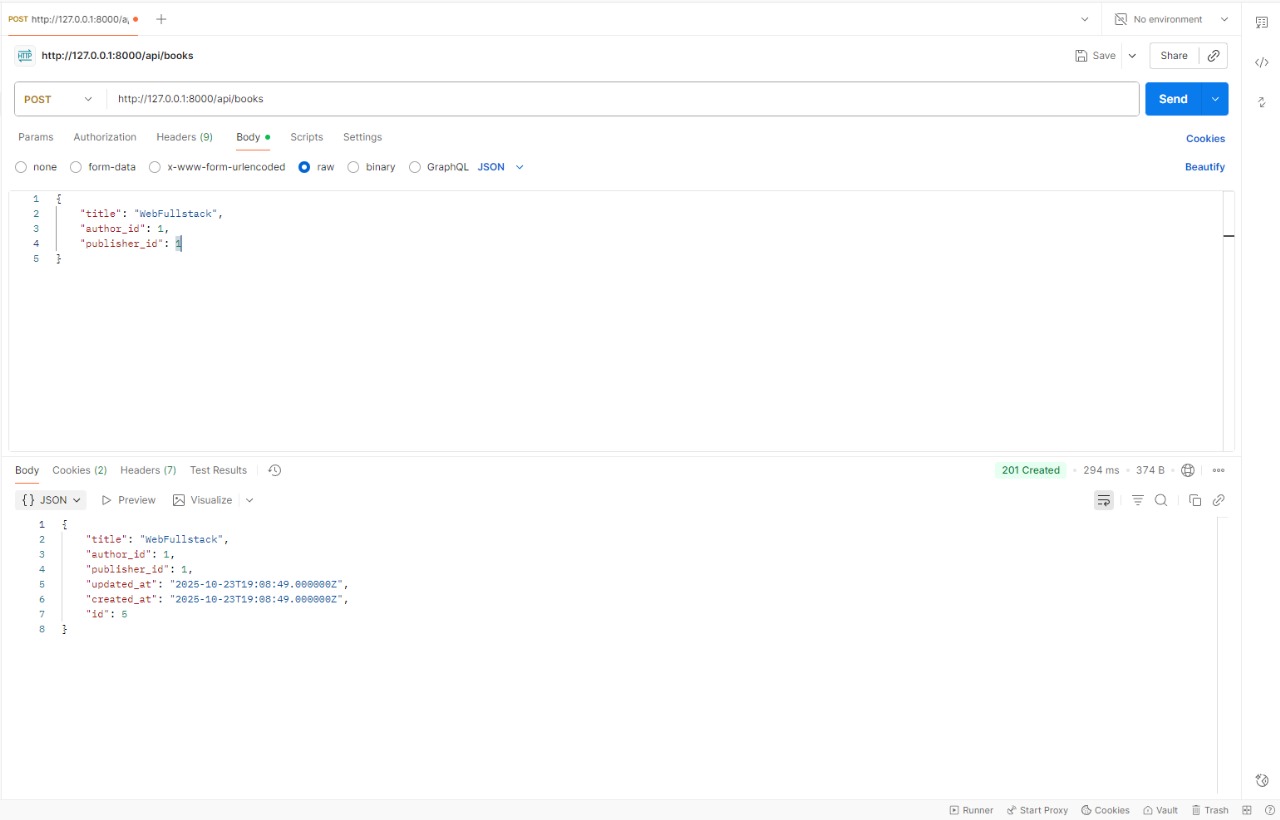 POST http://127.0.0.1:8000/a, No environment
HTTP http://127.0.0.1:8000/api/books Save Share
POST http://127.0.0.1:8000/api/books Send
Params Authorization Headers (9) Body Scripts Settings Cookies
none form-data x-www-form-urlencoded raw binary GraphQL JSON Beautify
1 {
2 "title": "WebFullstack",
3 "author_id": 1,
4 "publisher_id": 1
5 }
Body Cookies (2) Headers (7) Test Results 201 Created 294 ms 374 B
{} JSON Preview Visualize
1 {
2 "title": "WebFullstack",
3 "author_id": 1,
4 "publisher_id": 1,
5 "updated_at": "2025-10-23T19:08:49.000000Z",
6 "created_at": "2025-10-23T19:08:49.000000Z",
7 "id": 5
8 }
Runner Start Proxy Cookies Vault Trash